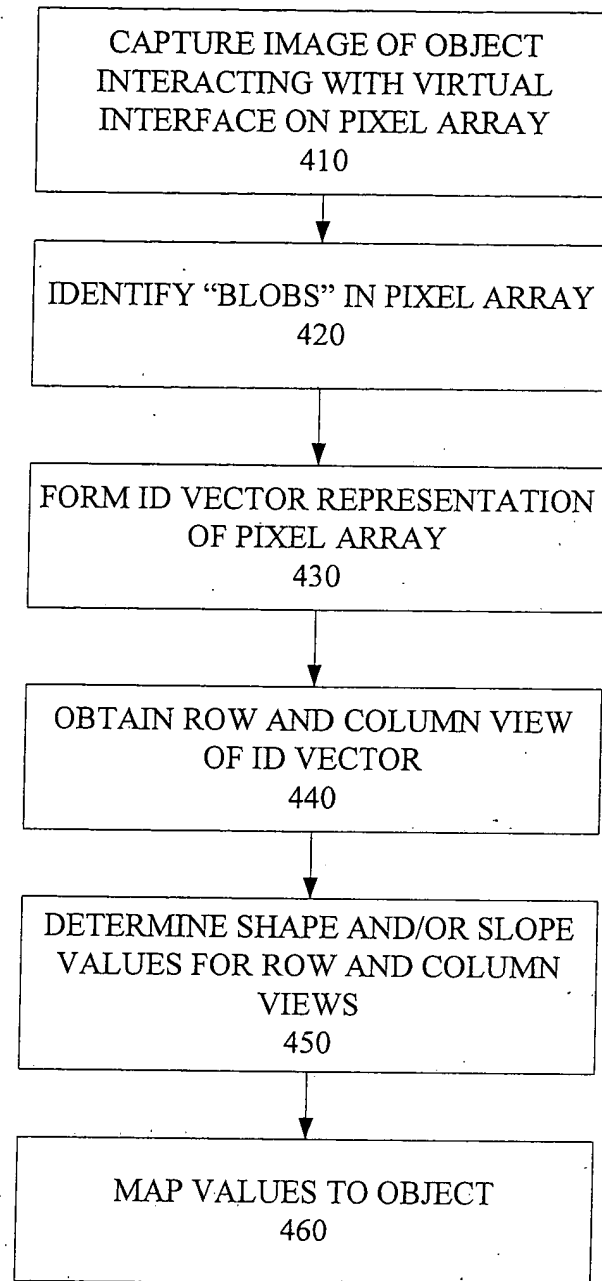 CAPTURE IMAGE OF OBJECT
INTERACTING WITH VIRTUAL
INTERFACE ON PIXEL ARRAY
410
IDENTIFY “BLOBS” IN PIXEL ARRAY
420
FORM ID VECTOR REPRESENTATION
OF PIXEL ARRAY
430
OBTAIN ROW AND COLUMN VIEW
OF ID VECTOR
440
DETERMINE SHAPE AND/OR SLOPE
VALUES FOR ROW AND COLUMN
VIEWS
450
MAP VALUES TO OBJECT
460